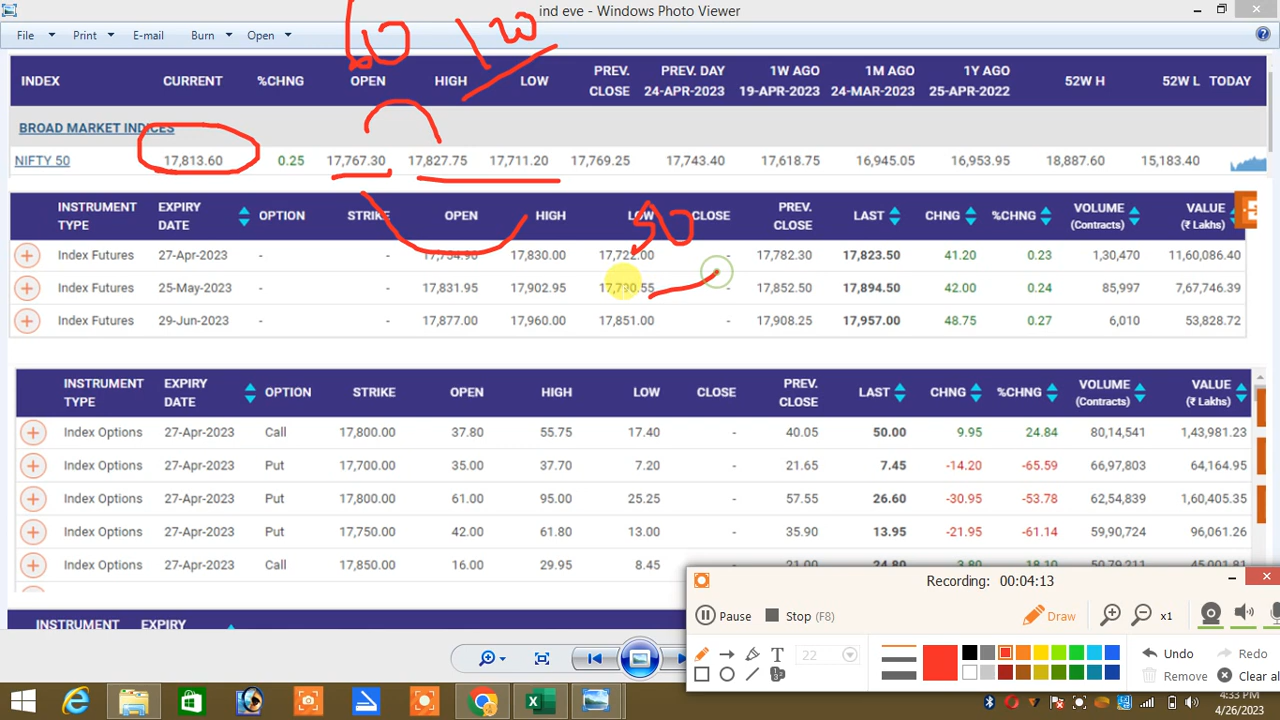 ind eve - Windows Photo Viewer
File Print E-mail Burn Open
60 120
INDEX CURRENT %CHNG OPEN HIGH LOW PREV. CLOSE PREV. DAY 24-APR-2023 1W AGO 19-APR-2023 1M AGO 24-MAR-2023 1Y AGO 25-APR-2022 52W H 52W L TODAY
BROAD MARKET INDICES
NIFTY 50 17,813.60 0.25 17,767.30 17,827.75 17,711.20 17,769.25 17,743.40 17,618.75 16,945.05 16,953.95 18,887.60 15,183.40
INSTRUMENT TYPE EXPIRY DATE OPTION STRIKE OPEN HIGH LOW CLOSE PREV. CLOSE LAST CHNG %CHNG VOLUME (Contracts) VALUE (₹ Lakhs)
50
Index Futures 27-Apr-2023 - - 17,830.00 17,722.00 - 17,782.30 17,823.50 41.20 0.23 1,30,470 11,60,086.40
Index Futures 25-May-2023 - - 17,831.95 17,902.95 17,790.55 - 17,852.50 17,894.50 42.00 0.24 85,997 7,67,746.39
Index Futures 29-Jun-2023 - - 17,877.00 17,960.00 17,851.00 - 17,908.25 17,957.00 48.75 0.27 6,010 53,828.72
INSTRUMENT TYPE EXPIRY DATE OPTION STRIKE OPEN HIGH LOW CLOSE PREV. CLOSE LAST CHNG %CHNG VOLUME (Contracts) VALUE (₹ Lakhs)
Index Options 27-Apr-2023 Call 17,800.00 37.80 55.75 17.40 - 40.05 50.00 9.95 24.84 80,14,541 1,43,981.23
Index Options 27-Apr-2023 Put 17,700.00 35.00 37.70 7.20 - 21.65 7.45 -14.20 -65.59 66,97,803 64,164.95
Index Options 27-Apr-2023 Put 17,800.00 61.00 95.00 25.25 - 57.55 26.60 -30.95 -53.78 62,54,839 1,60,405.35
Index Options 27-Apr-2023 Put 17,750.00 42.00 61.80 13.00 - 35.90 13.95 -21.95 -61.14 59,90,724 96,061.26
Index Options 27-Apr-2023 Call 17,850.00 16.00 29.95 8.45 -
INSTRUMENT EXPIRY
Recording: 00:04:13
Pause Stop (F8) Draw x1
T 22 Undo Redo
Remove Clear al
4:33 PM
4/26/2023